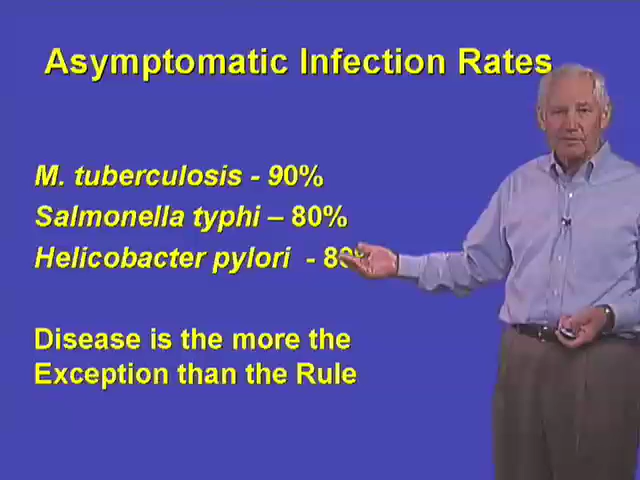 Asymptomatic Infection Rates
M. tuberculosis - 90%
Salmonella typhi – 80%
Helicobacter pylori - 80%
Disease is the more the
Exception than the Rule